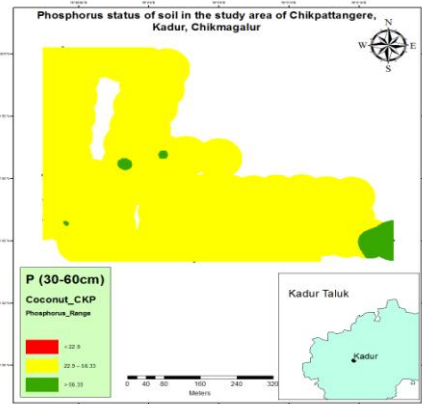 Phosphorus status of soil in the study area of Chikpattangere,
Kadur, Chikmagalur
N
W E
S
P (30-60cm)
Coconut_CKP
Phosphorus_Range
< 22.9
22.9 – 56.33
> 56.33
0 20 40 80 160 240 320
Meters
Kadur Taluk
Kadur